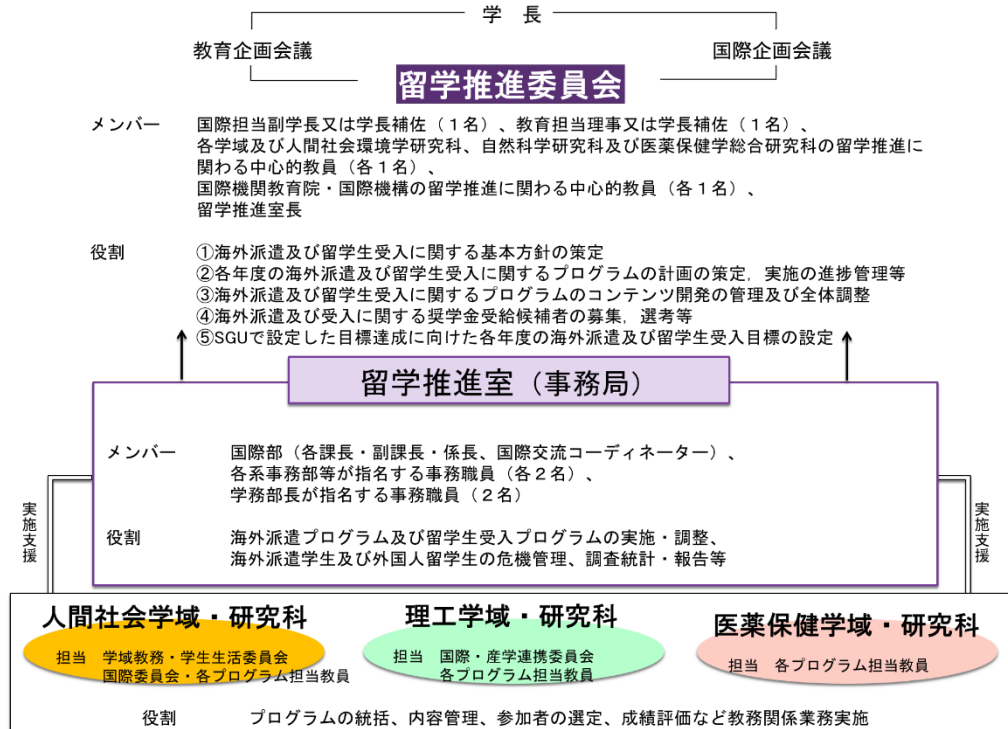 学　長
教育企画会議
国際企画会議
留学推進委員会
メンバー　国際担当副学長又は学長補佐（１名）、教育担当理事又は学長補佐（１名）、
各学域及び人間社会環境学研究科、自然科学研究科及び医薬保健学総合研究科の留学推進に
関わる中心的教員（各１名）、
国際機関教育院・国際機構の留学推進に関わる中心的教員（各１名）、
留学推進室長
役割　①海外派遣及び留学生受入に関する基本方針の策定
②各年度の海外派遣及び留学生受入に関するプログラムの計画の策定，実施の進捗管理等
③海外派遣及び留学生受入に関するプログラムのコンテンツ開発の管理及び全体調整
④海外派遣及び受入に関する奨学金受給候補者の募集，選考等
⑤SGUで設定した目標達成に向けた各年度の海外派遣及び留学生受入目標の設定
留学推進室（事務局）
メンバー　国際部（各課長・副課長・係長、国際交流コーディネーター）、
各系事務部等が指名する事務職員（各２名）、
学務部長が指名する事務職員（２名）
役割　海外派遣プログラム及び留学生受入プログラムの実施・調整、
海外派遣学生及び外国人留学生の危機管理、調査統計・報告等
実施支援
実施支援
人間社会学域・研究科
担当　学域教務・学生生活委員会
国際委員会・各プログラム担当教員
理工学域・研究科
担当　国際・産学連携委員会
各プログラム担当教員
医薬保健学域・研究科
担当　各プログラム担当教員
役割　プログラムの統括、内容管理、参加者の選定、成績評価など教務関係業務実施